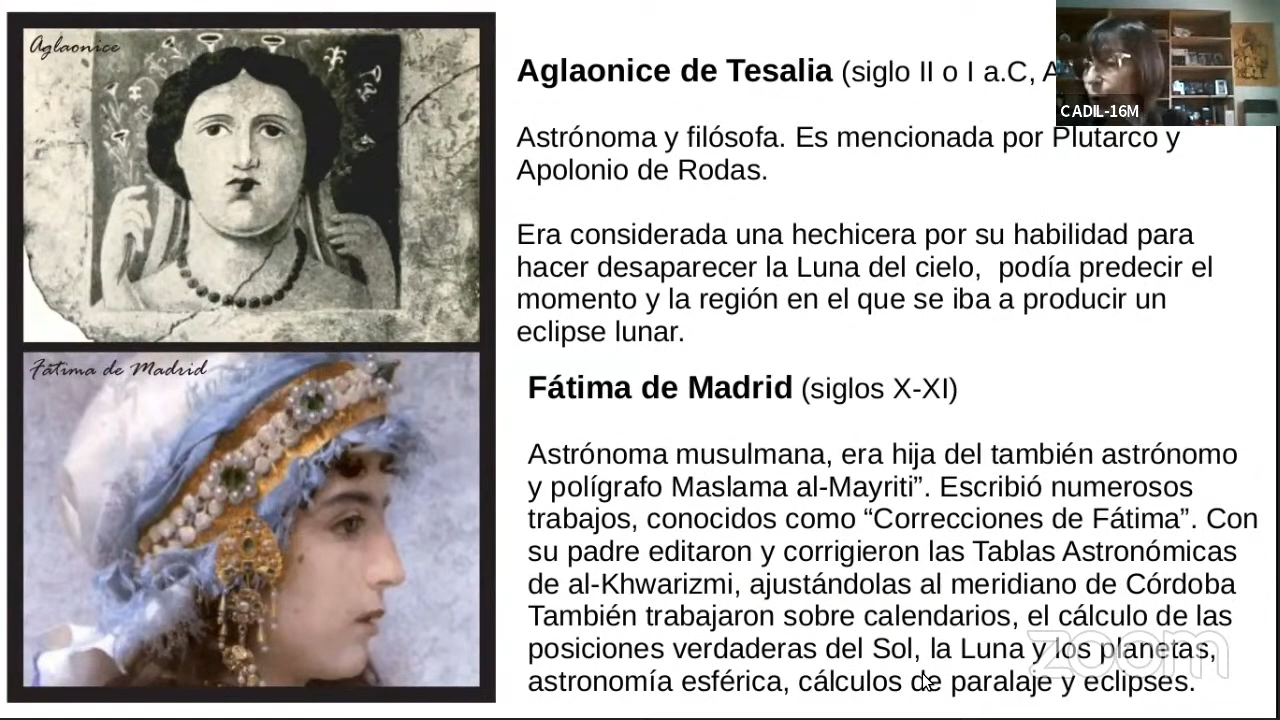 Aglaonice
Aglaonice de Tesalia (siglo II o I a.C,
CADIL-16M
Astrónoma y filósofa. Es mencionada por Plutarco y
Apolonio de Rodas.
Era considerada una hechicera por su habilidad para
hacer desaparecer la Luna del cielo,  podía predecir el
momento y la región en el que se iba a producir un
eclipse lunar.
Fátima de Madrid
Fátima de Madrid (siglos X-XI)
Astrónoma musulmana, era hija del también astrónomo
y polígrafo Maslama al-Mayriti”. Escribió numerosos
trabajos, conocidos como “Correcciones de Fátima”. Con
su padre editaron y corrigieron las Tablas Astronómicas
de al-Khwarizmi, ajustándolas al meridiano de Córdoba
También trabajaron sobre calendarios, el cálculo de las
posiciones verdaderas del Sol, la Luna y los planetas,
astronomía esférica, cálculos de paralaje y eclipses.
zoom